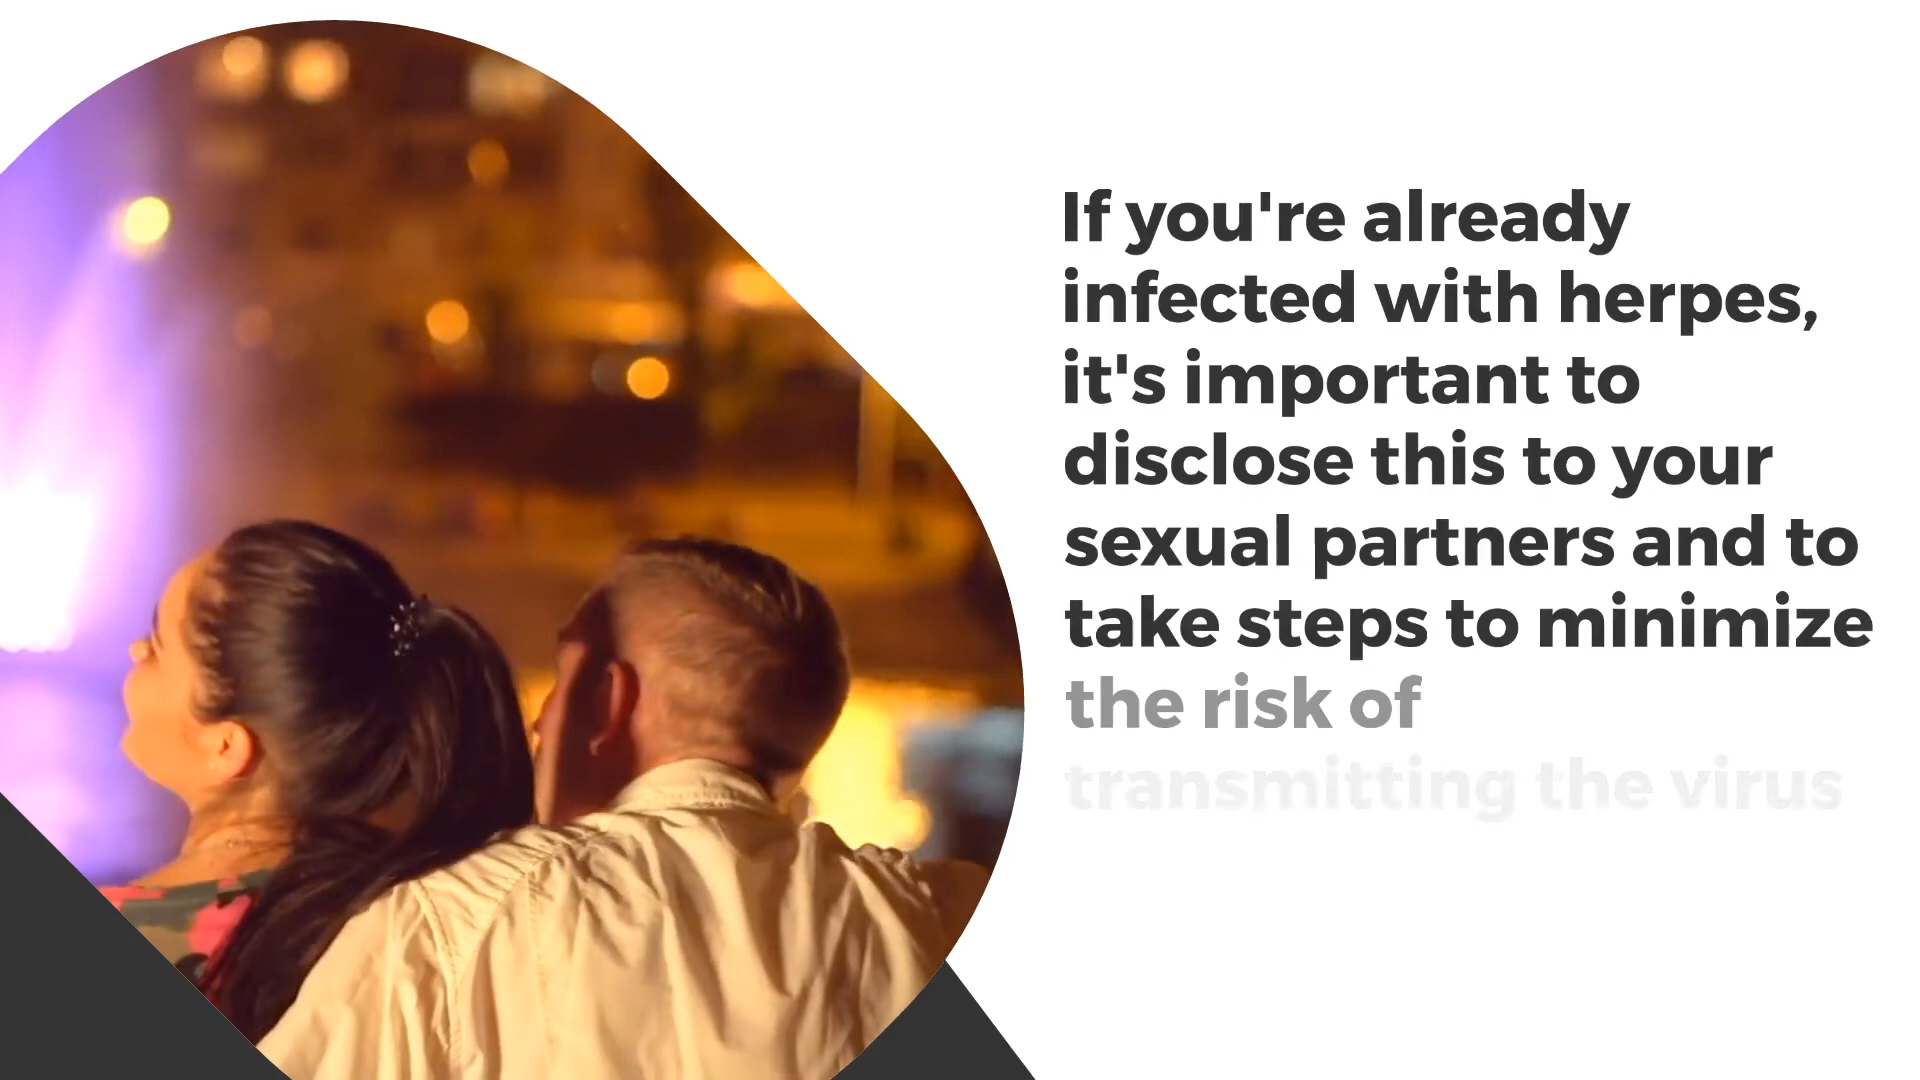 If you're already
infected with herpes,
it's important to
disclose this to your
sexual partners and to
take steps to minimize
the risk of
transmitting the virus